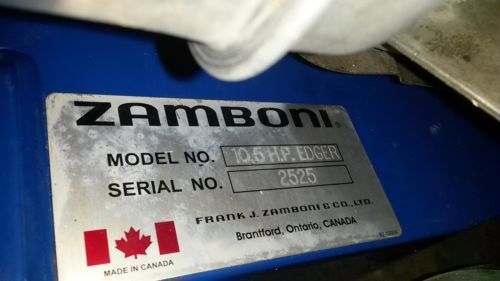 ZAMBONI®
MODEL NO. 10.5 H.P. EDGER
SERIAL NO. 2525
FRANK J. ZAMBONI & CO., LTD.
Brantford, Ontario, CANADA
MADE IN CANADA